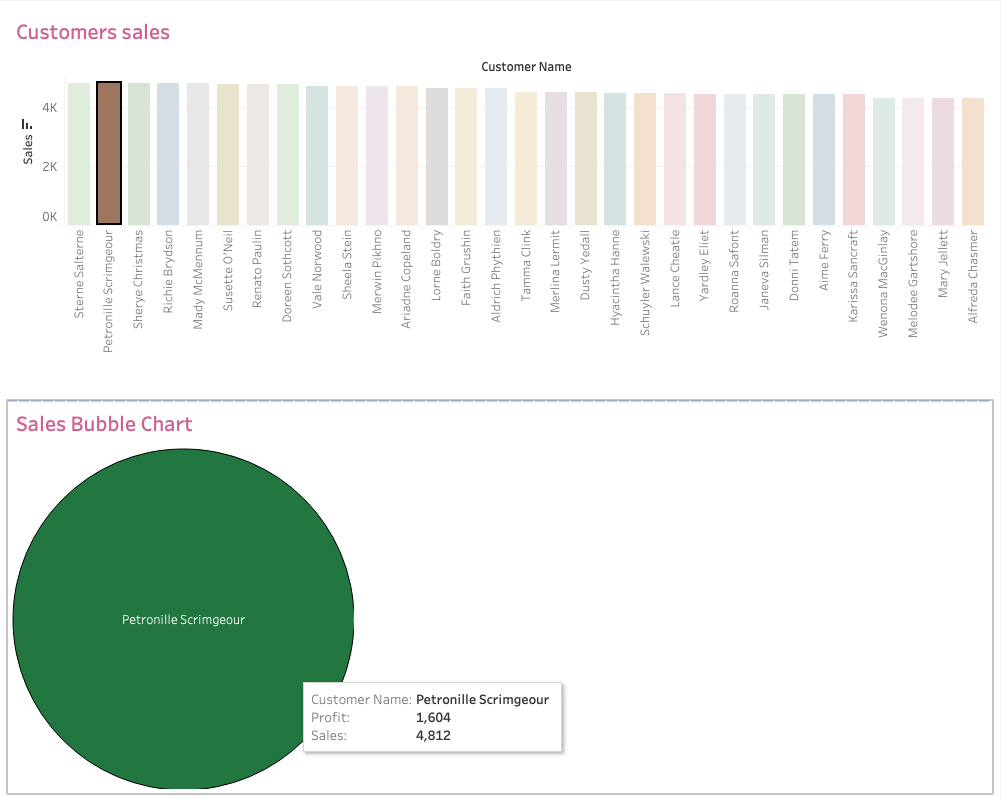 Customers sales
Customer Name
Sales
4K
2K
0K
Sterne Salterne
Petronille Scrimgeour
Sherye Christmas
Richie Brydson
Mady McMennum
Susette O'Neil
Renato Paulin
Doreen Sothcott
Vale Norwood
Sheela Stein
Merwin Pikhno
Ariadne Copeland
Lorne Boldry
Faith Grushin
Aldrich Phythien
Tamma Clink
Merlina Lermit
Dusty Yedall
Hyacintha Hanne
Schuyler Walewski
Lance Cheatle
Yardley Eliet
Roanna Safont
Janeva Silman
Donni Tatem
Aime Ferry
Karissa Sancraft
Wenona MacGinlay
Melodee Gartshore
Mary Jellett
Alfreda Chasmer
Sales Bubble Chart
Petronille Scrimgeour
Customer Name: Petronille Scrimgeour
Profit: 1,604
Sales: 4,812